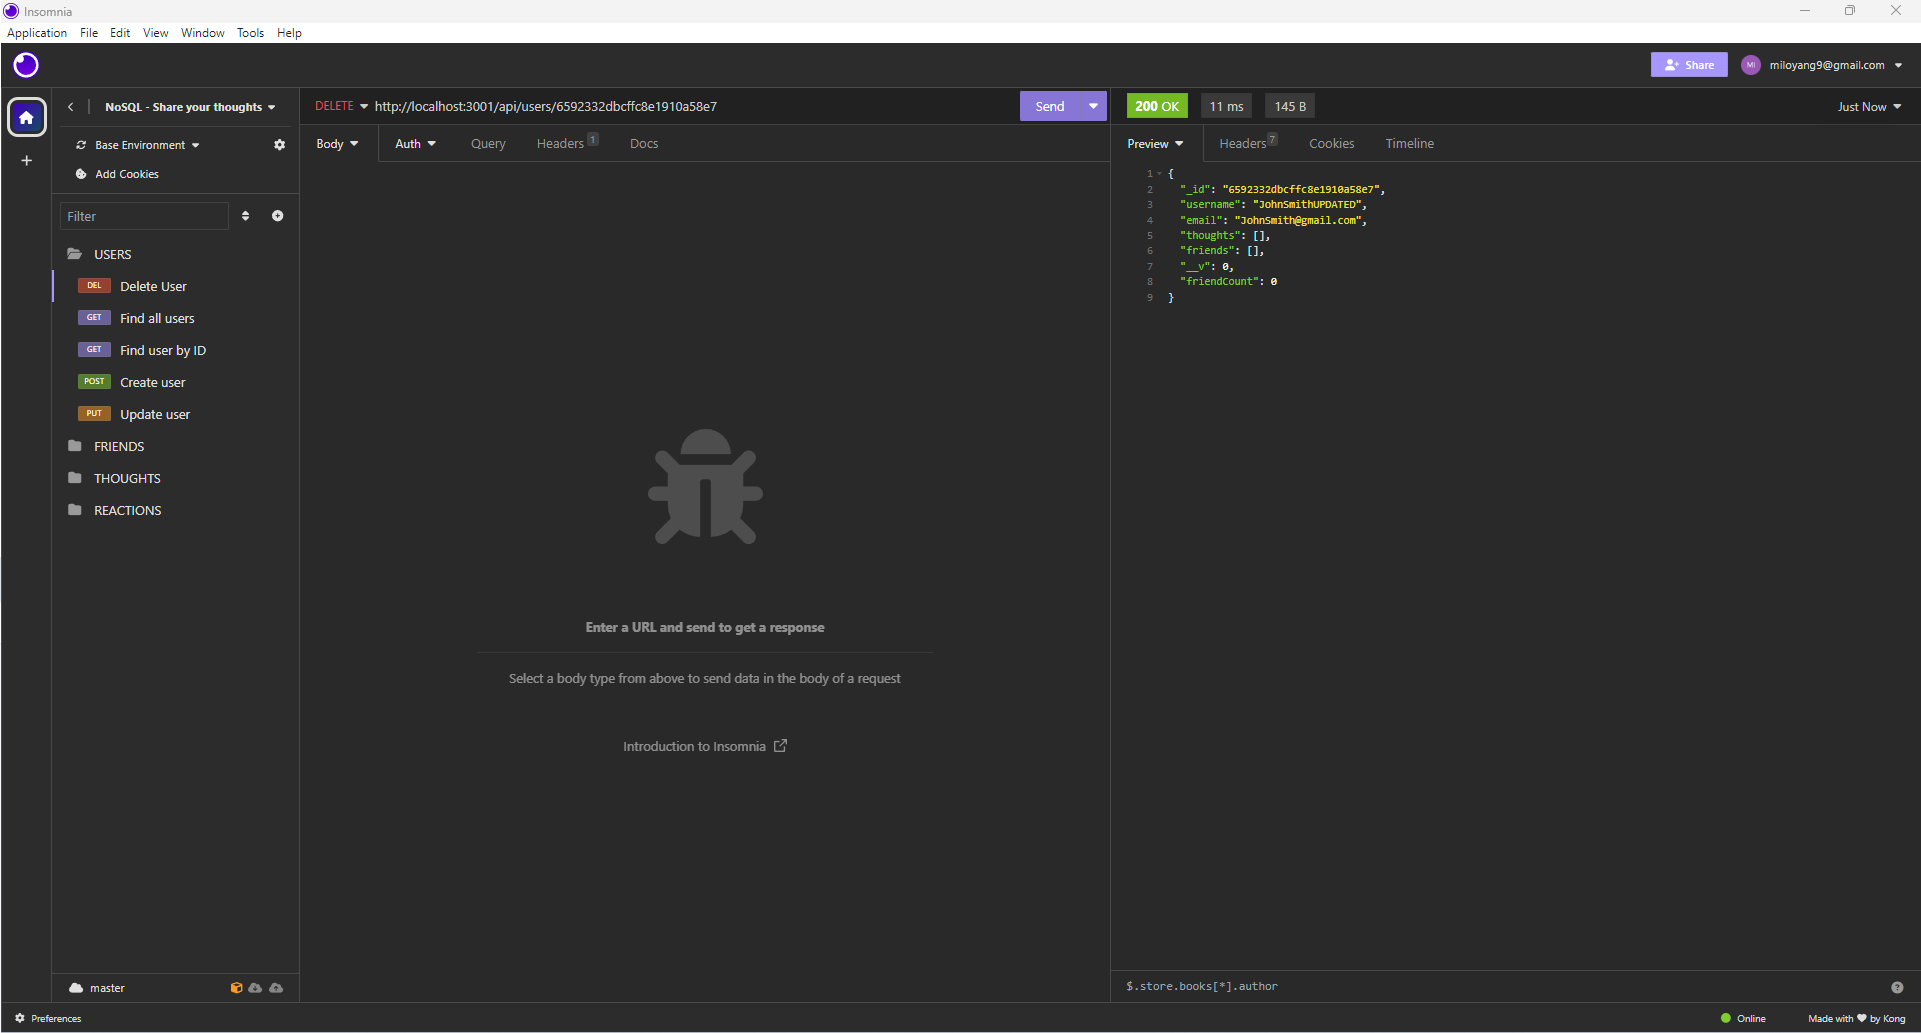 Insomnia
Application File Edit View Window Tools Help
Share
MI miloyang9@gmail.com
NoSQL - Share your thoughts
DELETE http://localhost:3001/api/users/6592332dbcffc8e1910a58e7
Send
200 OK 11 ms 145 B
Just Now
Base Environment
Add Cookies
Body Auth Query Headers 1 Docs
Preview Headers 7 Cookies Timeline
Filter
USERS
DEL Delete User
GET Find all users
GET Find user by ID
POST Create user
PUT Update user
FRIENDS
THOUGHTS
REACTIONS
Enter a URL and send to get a response
Select a body type from above to send data in the body of a request
Introduction to Insomnia
1 {
2 "_id": "6592332dbcffc8e1910a58e7",
3 "username": "JohnSmithUPDATED",
4 "email": "JohnSmith@gmail.com",
5 "thoughts": [],
6 "friends": [],
7 "__v": 0,
8 "friendCount": 0
9 }
master
$.store.books[*].author
?
Preferences
Online
Made with ♥ by Kong